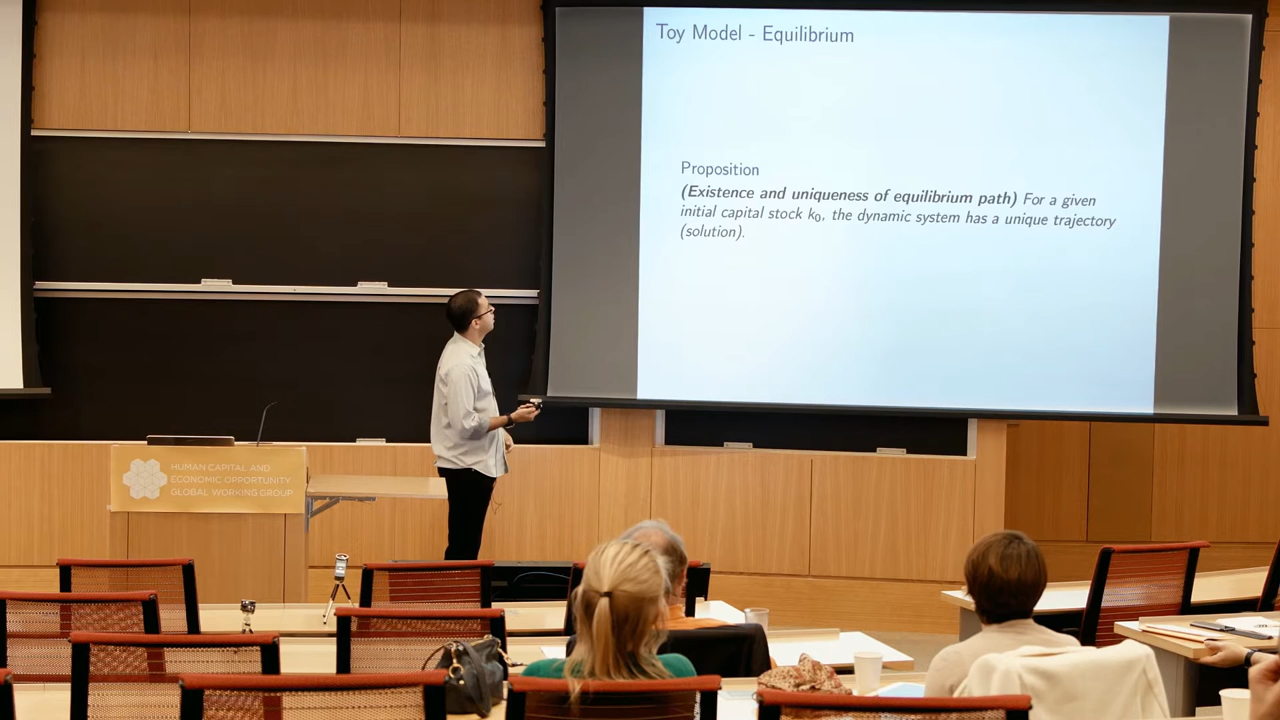 Toy Model - Equilibrium
Proposition
(Existence and uniqueness of equilibrium path) For a given
initial capital stock k₀, the dynamic system has a unique trajectory
(solution).
HUMAN CAPITAL AND
ECONOMIC OPPORTUNITY
GLOBAL WORKING GROUP